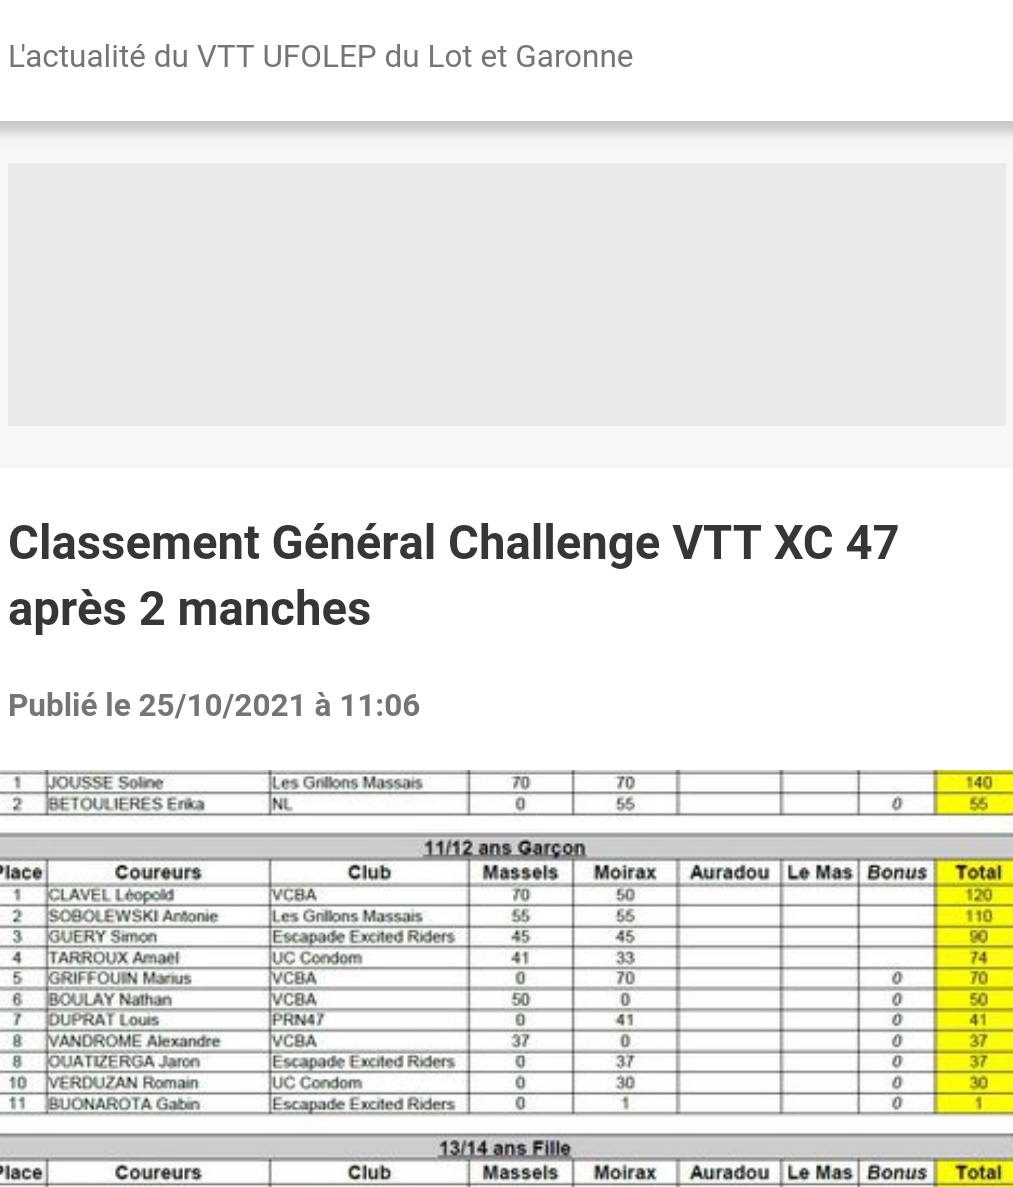 L'actualité du VTT UFOLEP du Lot et Garonne
Classement Général Challenge VTT XC 47
après 2 manches
Publié le 25/10/2021 à 11:06
1 JOUSSE Soline Les Grillons Massais 70 70 140
2 BETOULIERES Erika NL 0 55 0 55
11/12 ans Garçon
Place Coureurs Club Massels Moirax Auradou Le Mas Bonus Total
1 CLAVEL Léopold VCBA 70 50 120
2 SOBOLEWSKI Antonie Les Grillons Massais 55 55 110
3 GUERY Simon Escapade Excited Riders 45 45 90
4 TARROUX Amaël UC Condom 41 33 74
5 GRIFFOUIN Marius VCBA 0 70 0 70
6 BOULAY Nathan VCBA 50 0 0 50
7 DUPRAT Louis PRN47 0 41 0 41
8 VANDROME Alexandre VCBA 37 0 0 37
8 OUATIZERGA Jaron Escapade Excited Riders 0 37 0 37
10 VERDUZAN Romain UC Condom 0 30 0 30
11 BUONAROTA Gabin Escapade Excited Riders 0 1 0 1
13/14 ans Fille
Place Coureurs Club Massels Moirax Auradou Le Mas Bonus Total